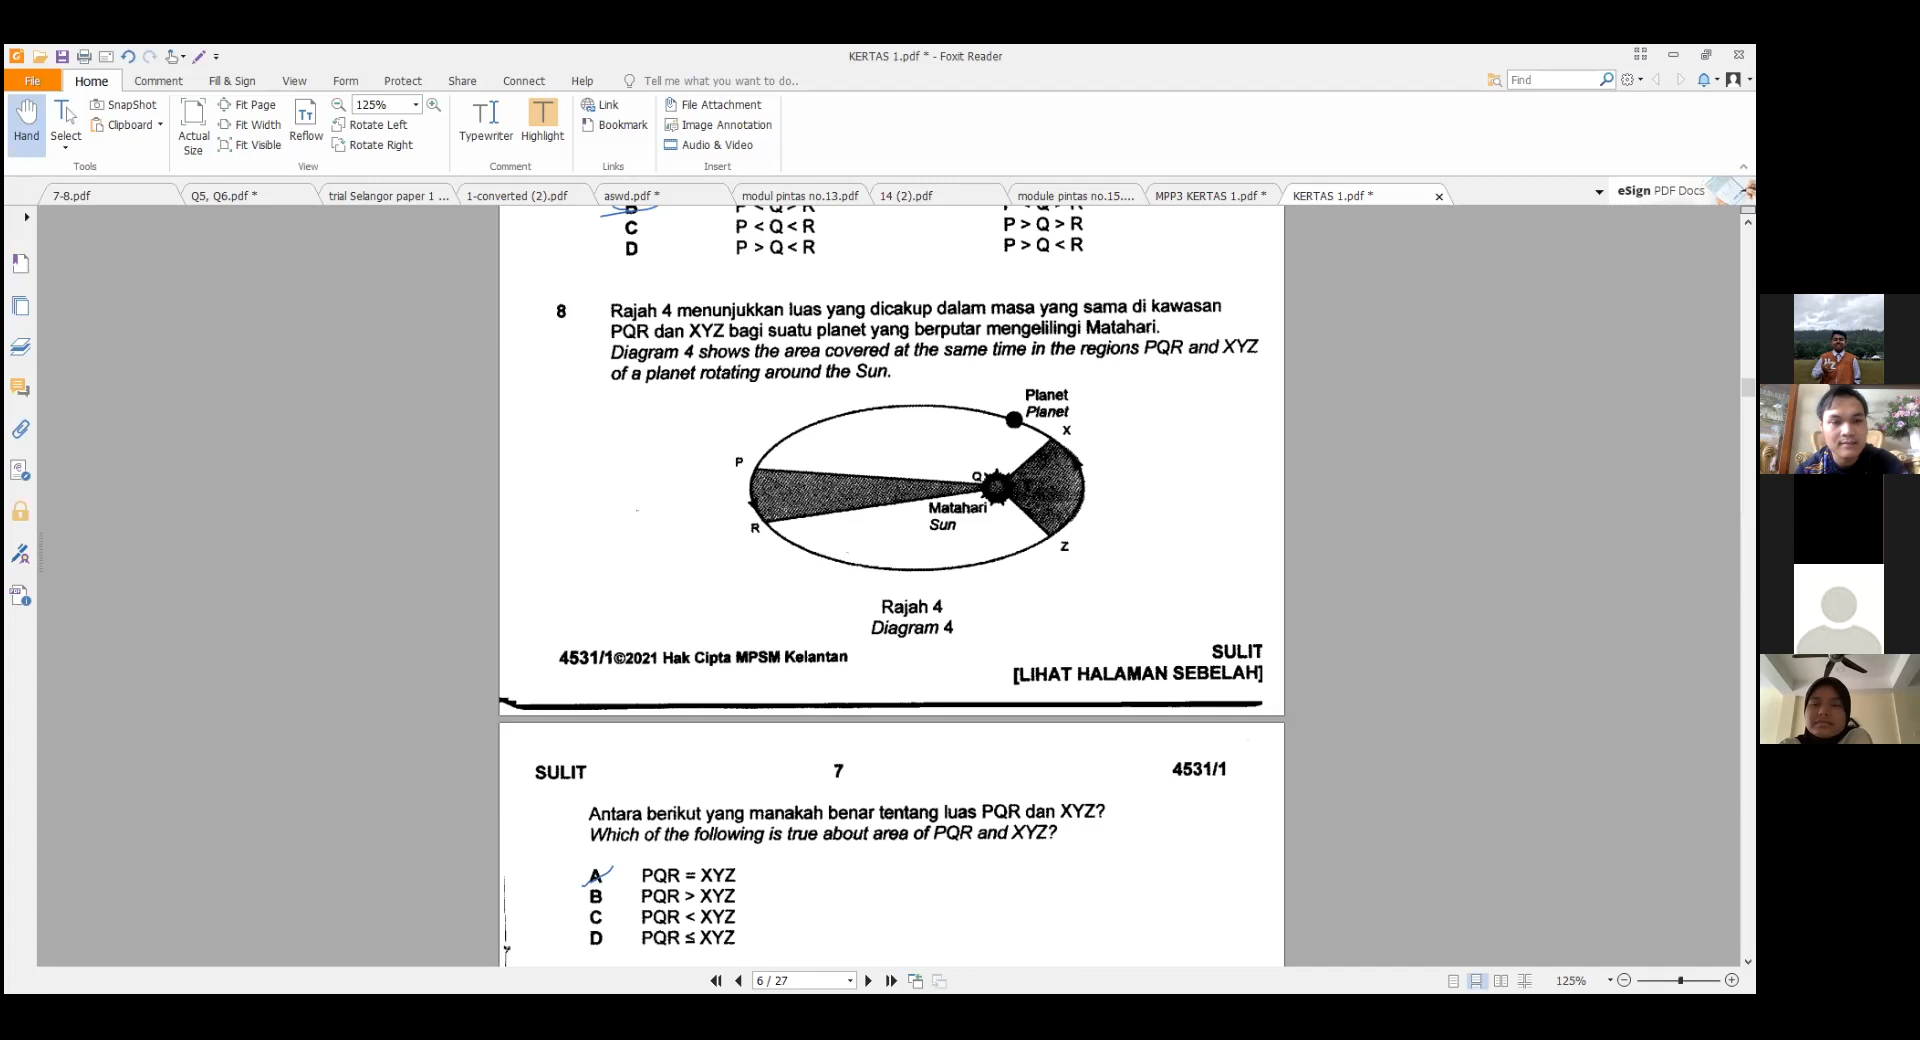 KERTAS 1.pdf * - Foxit Reader
File Home Comment Fill & Sign View Form Protect Share Connect Help Tell me what you want to do.. Find
Hand Select SnapShot Clipboard Actual Size Fit Page Fit Width Fit Visible Reflow 125% Rotate Left Rotate Right Typewriter Highlight Link Bookmark File Attachment Image Annotation Audio & Video
Tools View Comment Links Insert
7-8.pdf Q5, Q6.pdf * trial Selangor paper 1 ... 1-converted (2).pdf aswd.pdf * modul pintas no.13.pdf 14 (2).pdf module pintas no.15.... MPP3 KERTAS 1.pdf * KERTAS 1.pdf * eSign PDF Docs
C P < Q < R P > Q > R
D P > Q < R P > Q < R
8 Rajah 4 menunjukkan luas yang dicakup dalam masa yang sama di kawasan
PQR dan XYZ bagi suatu planet yang berputar mengelilingi Matahari.
Diagram 4 shows the area covered at the same time in the regions PQR and XYZ
of a planet rotating around the Sun.
Planet
Planet
X
P
Q
Matahari
Sun
R
Z
Rajah 4
Diagram 4
4531/1©2021 Hak Cipta MPSM Kelantan SULIT
[LIHAT HALAMAN SEBELAH]
SULIT 7 4531/1
Antara berikut yang manakah benar tentang luas PQR dan XYZ?
Which of the following is true about area of PQR and XYZ?
A PQR = XYZ
B PQR > XYZ
C PQR < XYZ
D PQR ≤ XYZ
6 / 27 125%